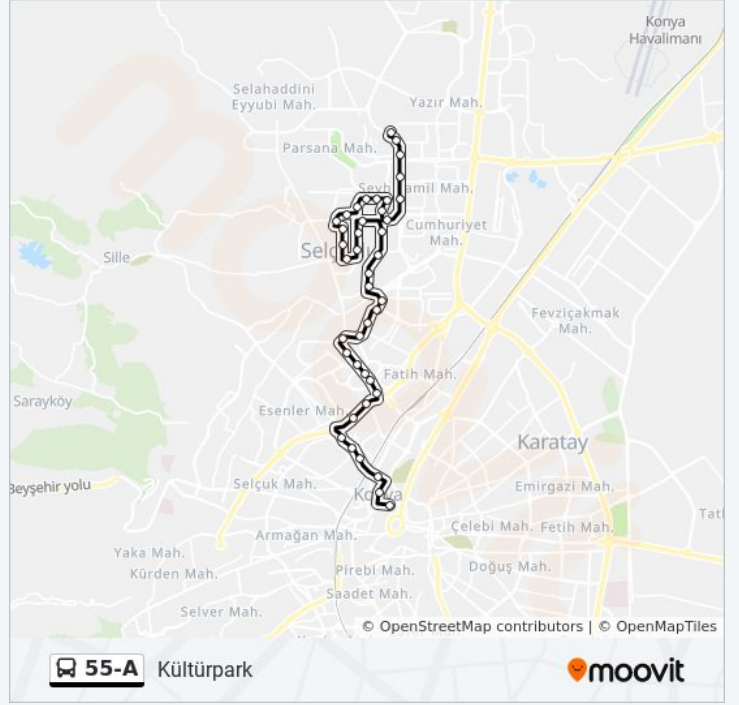 Konya
Havalimanı
Selahaddini
Eyyubi Mah.
Yazır Mah.
Parsana Mah.
Cumhuriyet
Mah.
Sille
Fevziçakmak
Mah.
Fatih Mah.
Sarayköy
Esenler Mah.
Karatay
Beyşehir yolu
Selçuk Mah.
Emirgazi Mah.
Konya
Çelebi Mah.
Fetih Mah.
Armağan Mah.
Yaka Mah.
Kürden Mah.
Pirebi Mah.
Doğuş Mah.
Saadet Mah.
Selver Mah.
© OpenStreetMap contributors | © OpenMapTiles
55-A Kültürpark
moovit